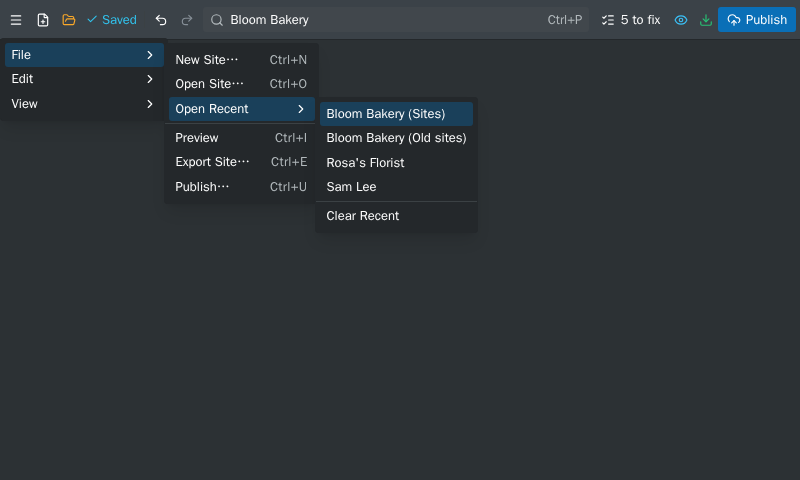 Saved
Bloom Bakery
Ctrl+P
5 to fix
Publish
File
Edit
View
New Site⋯ Ctrl+N
Open Site⋯ Ctrl+O
Open Recent
Preview Ctrl+I
Export Site⋯ Ctrl+E
Publish⋯ Ctrl+U
Bloom Bakery (Sites)
Bloom Bakery (Old sites)
Rosa's Florist
Sam Lee
Clear Recent